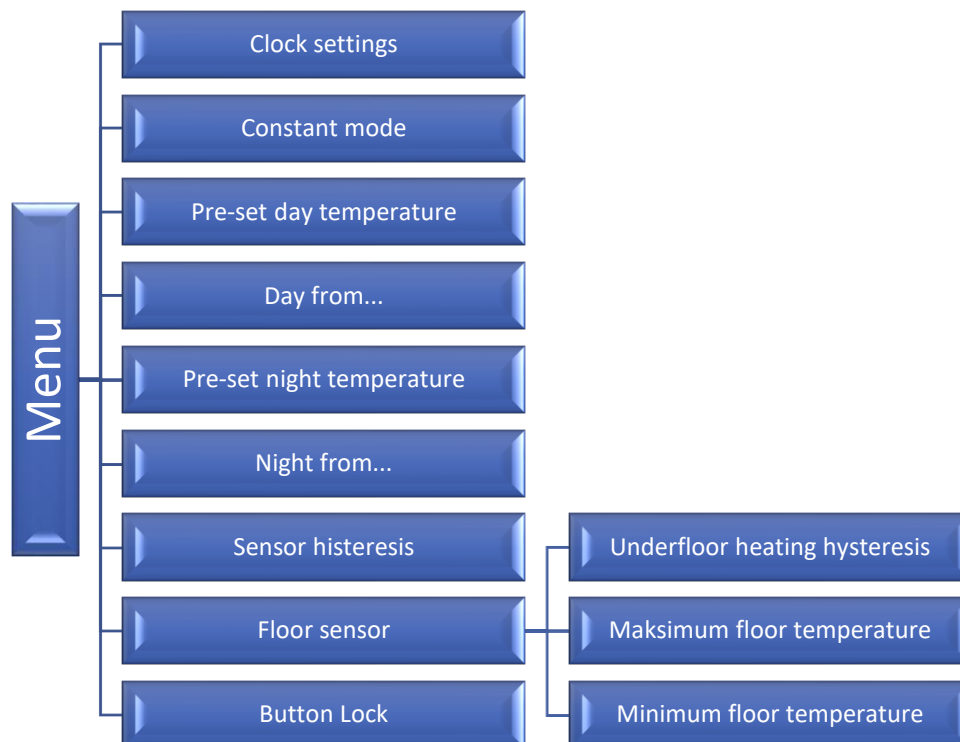 Menu
Clock settings
Constant mode
Pre-set day temperature
Day from...
Pre-set night temperature
Night from...
Sensor histeresis
Floor sensor
Underfloor heating hysteresis
Maksimum floor temperature
Minimum floor temperature
Button Lock